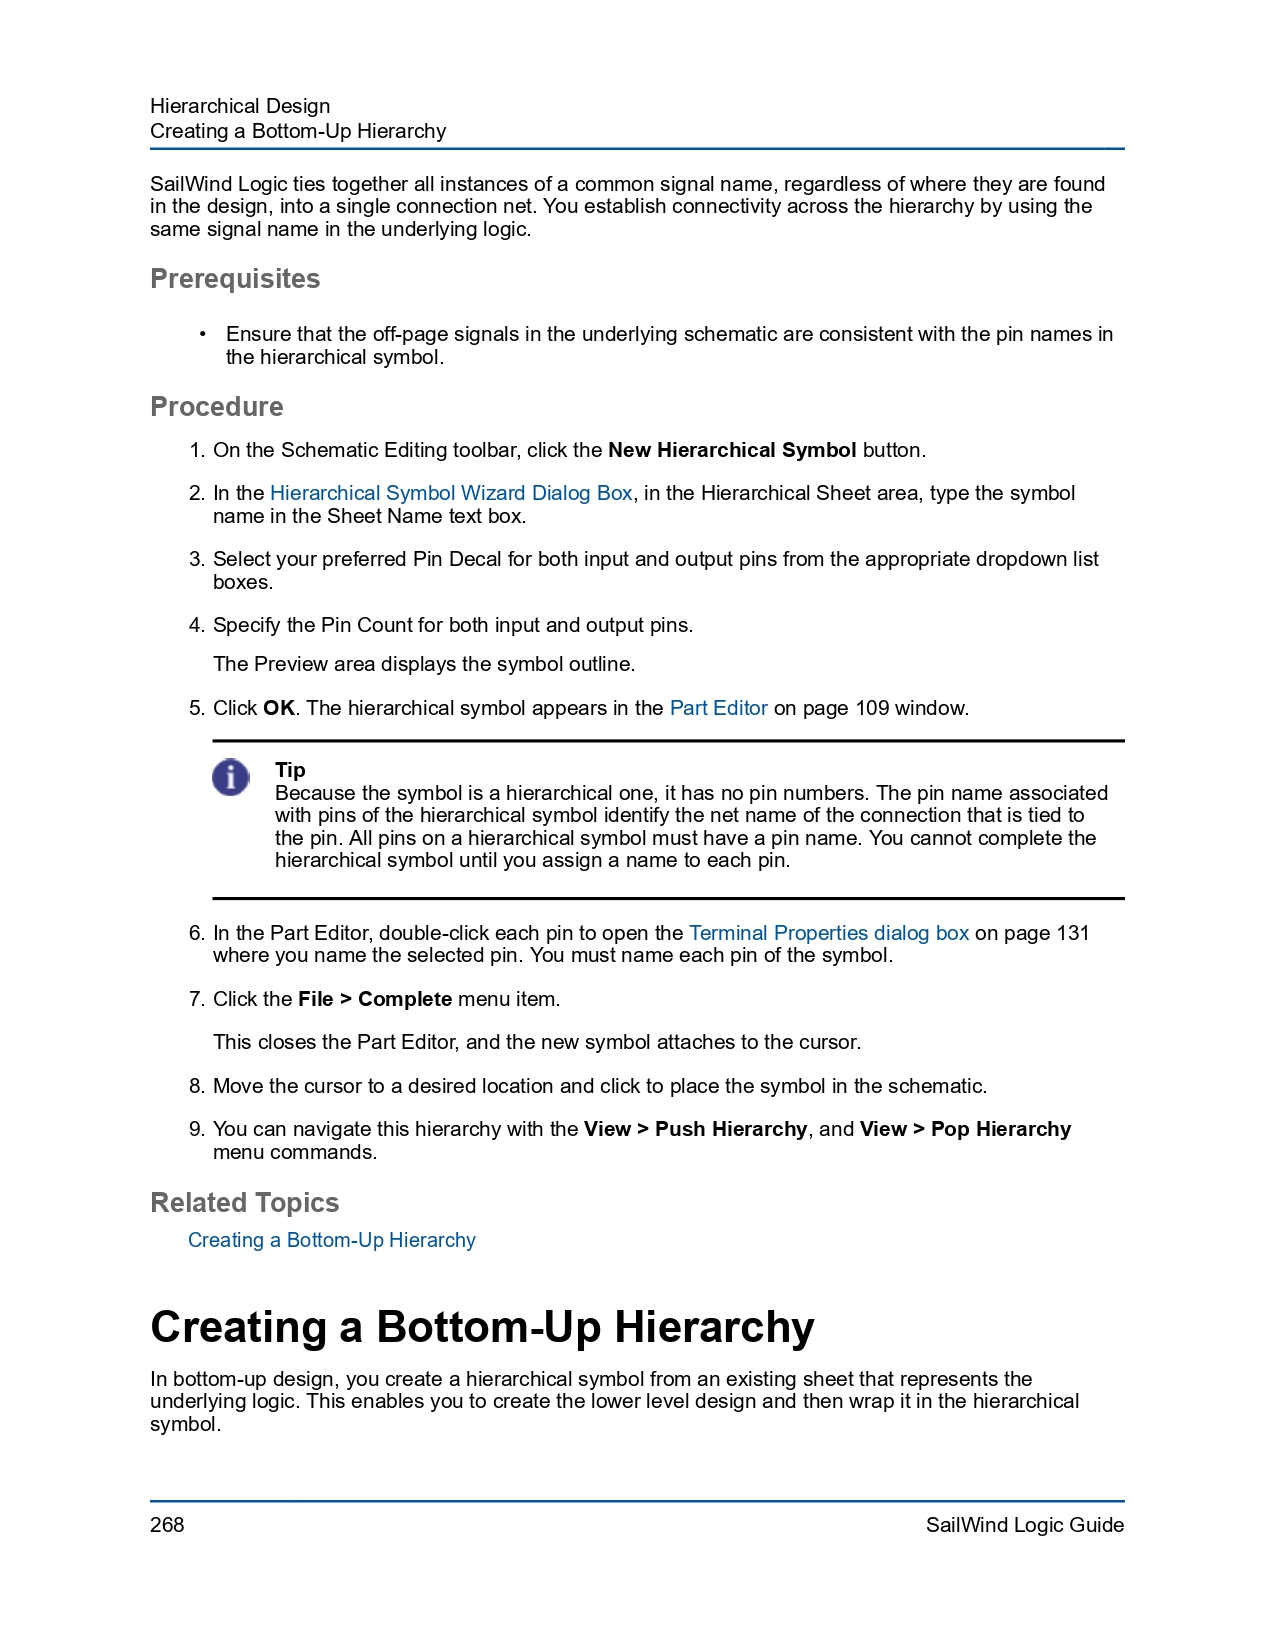 Hierarchical Design
Creating a Bottom-Up Hierarchy
SailWind Logic ties together all instances of a common signal name, regardless of where they are found
in the design, into a single connection net. You establish connectivity across the hierarchy by using the
same signal name in the underlying logic.
Prerequisites
• Ensure that the off-page signals in the underlying schematic are consistent with the pin names in
the hierarchical symbol.
Procedure
1. On the Schematic Editing toolbar, click the New Hierarchical Symbol button.
2. In the Hierarchical Symbol Wizard Dialog Box, in the Hierarchical Sheet area, type the symbol
name in the Sheet Name text box.
3. Select your preferred Pin Decal for both input and output pins from the appropriate dropdown list
boxes.
4. Specify the Pin Count for both input and output pins.
The Preview area displays the symbol outline.
5. Click OK. The hierarchical symbol appears in the Part Editor on page 109 window.
Tip
Because the symbol is a hierarchical one, it has no pin numbers. The pin name associated
with pins of the hierarchical symbol identify the net name of the connection that is tied to
the pin. All pins on a hierarchical symbol must have a pin name. You cannot complete the
hierarchical symbol until you assign a name to each pin.
6. In the Part Editor, double-click each pin to open the Terminal Properties dialog box on page 131
where you name the selected pin. You must name each pin of the symbol.
7. Click the File > Complete menu item.
This closes the Part Editor, and the new symbol attaches to the cursor.
8. Move the cursor to a desired location and click to place the symbol in the schematic.
9. You can navigate this hierarchy with the View > Push Hierarchy, and View > Pop Hierarchy
menu commands.
Related Topics
Creating a Bottom-Up Hierarchy
Creating a Bottom-Up Hierarchy
In bottom-up design, you create a hierarchical symbol from an existing sheet that represents the
underlying logic. This enables you to create the lower level design and then wrap it in the hierarchical
symbol.
268
SailWind Logic Guide